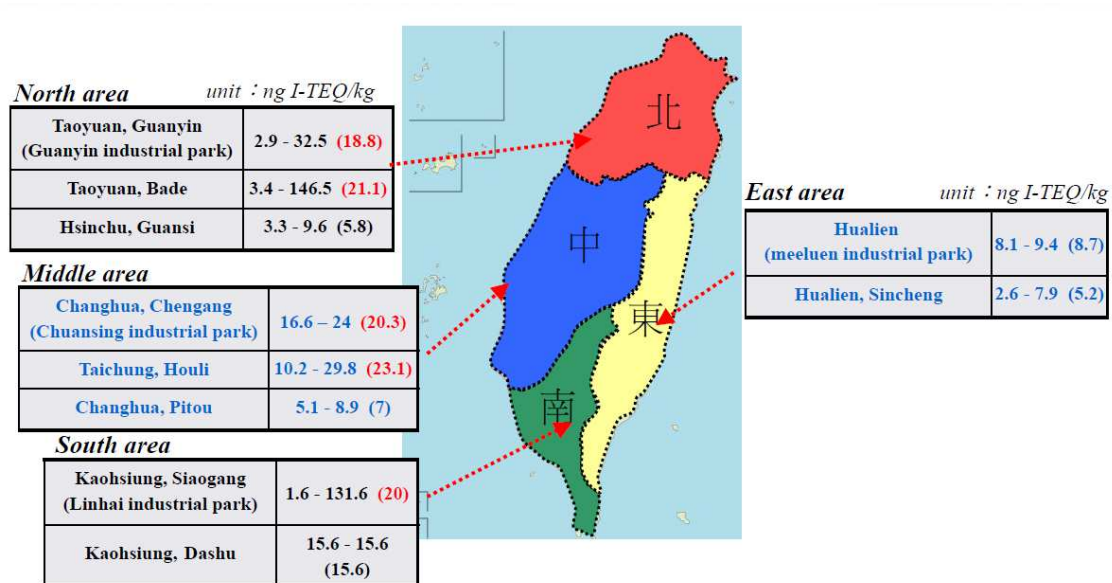 North area
unit：ng I-TEQ/kg
Taoyuan, Guanyin
(Guanyin industrial park)
2.9 - 32.5 (18.8)
Taoyuan, Bade
3.4 - 146.5 (21.1)
Hsinchu, Guansi
3.3 - 9.6 (5.8)
Middle area
Changhua, Chengang
(Chuansing industrial park)
16.6 – 24 (20.3)
Taichung, Houli
10.2 - 29.8 (23.1)
Changhua, Pitou
5.1 - 8.9 (7)
South area
Kaohsiung, Siaogang
(Linhai industrial park)
1.6 - 131.6 (20)
Kaohsiung, Dashu
15.6 - 15.6
(15.6)
北
中
東
南
East area
unit：ng I-TEQ/kg
Hualien
(meeluen industrial park)
8.1 - 9.4 (8.7)
Hualien, Sincheng
2.6 - 7.9 (5.2)